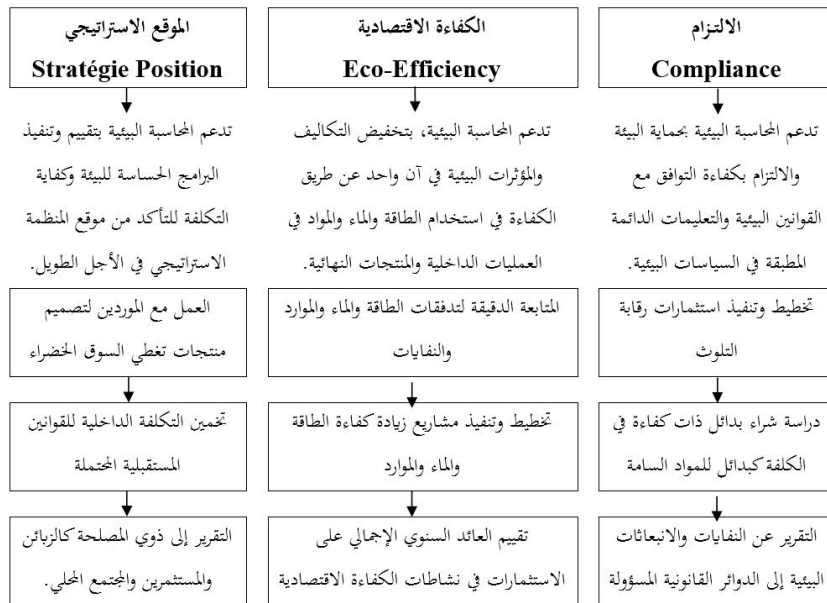 الالتزام
Compliance
تدعم المحاسبة البيئية بحماية البيئة
والالتزام بكفاءة التوافق مع
القوانين البيئية والتعليمات الدائمة
المطبقة في السياسات البيئية.
تخطيط وتنفيذ استثمارات رقابة
التلوث
دراسة شراء بدائل ذات كفاءة في
الكلفة كبدائل للمواد السامة
التقرير عن النفايات والانبعاثات
البيئية إلى الدوائر القانونية المسؤولة
الكفاءة الاقتصادية
Eco-Efficiency
تدعم المحاسبة البيئية، بتخفيض التكاليف
والمؤثرات البيئية في آن واحد عن طريق
الكفاءة في استخدام الطاقة والماء والمواد في
العمليات الداخلية والمنتجات النهائية.
المتابعة الدقيقة لتدفقات الطاقة والماء والموارد
والنفايات
تخطيط وتنفيذ مشاريع زيادة كفاءة الطاقة
والماء والموارد
تقييم العائد السنوي الإجمالي على
الاستثمارات في نشاطات الكفاءة الاقتصادية
الموقع الاستراتيجي
Stratégie Position
تدعم المحاسبة البيئية بتقييم وتنفيذ
البرامج الحساسة للبيئة وكفاية
التكلفة للتأكد من موقع المنظمة
الاستراتيجي في الأجل الطويل.
العمل مع الموردين لتصميم
منتجات تغطي السوق الخضراء
تخمين التكلفة الداخلية للقوانين
المستقبلية المحتملة
التقرير إلى ذوي المصلحة كالزبائن
والمستثمرين والمجتمع المحلي.